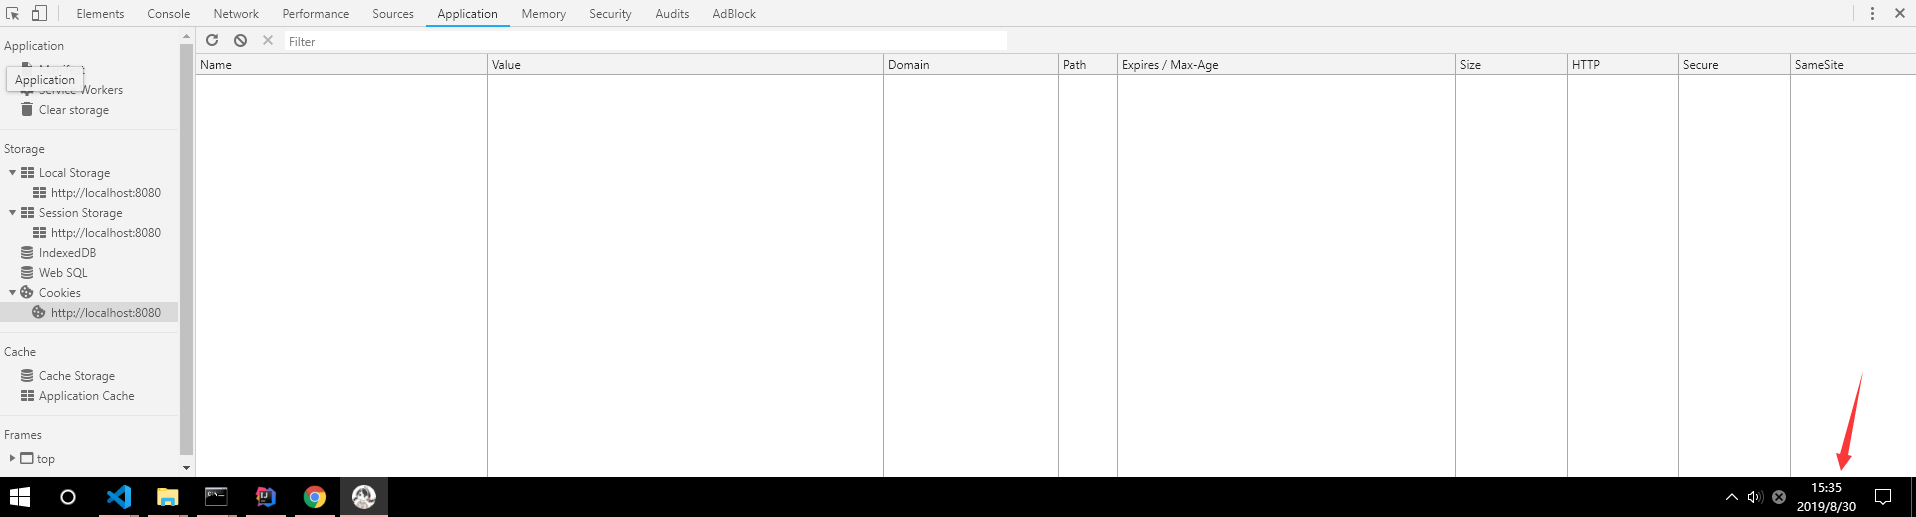 Elements Console Network Performance Sources Application Memory Security Audits AdBlock
Filter
Name Value Domain Path Expires / Max-Age Size HTTP Secure SameSite
Application
Application
Service Workers
Clear storage
Storage
Local Storage
http://localhost:8080
Session Storage
http://localhost:8080
IndexedDB
Web SQL
Cookies
http://localhost:8080
Cache
Cache Storage
Application Cache
Frames
top
15:35
2019/8/30